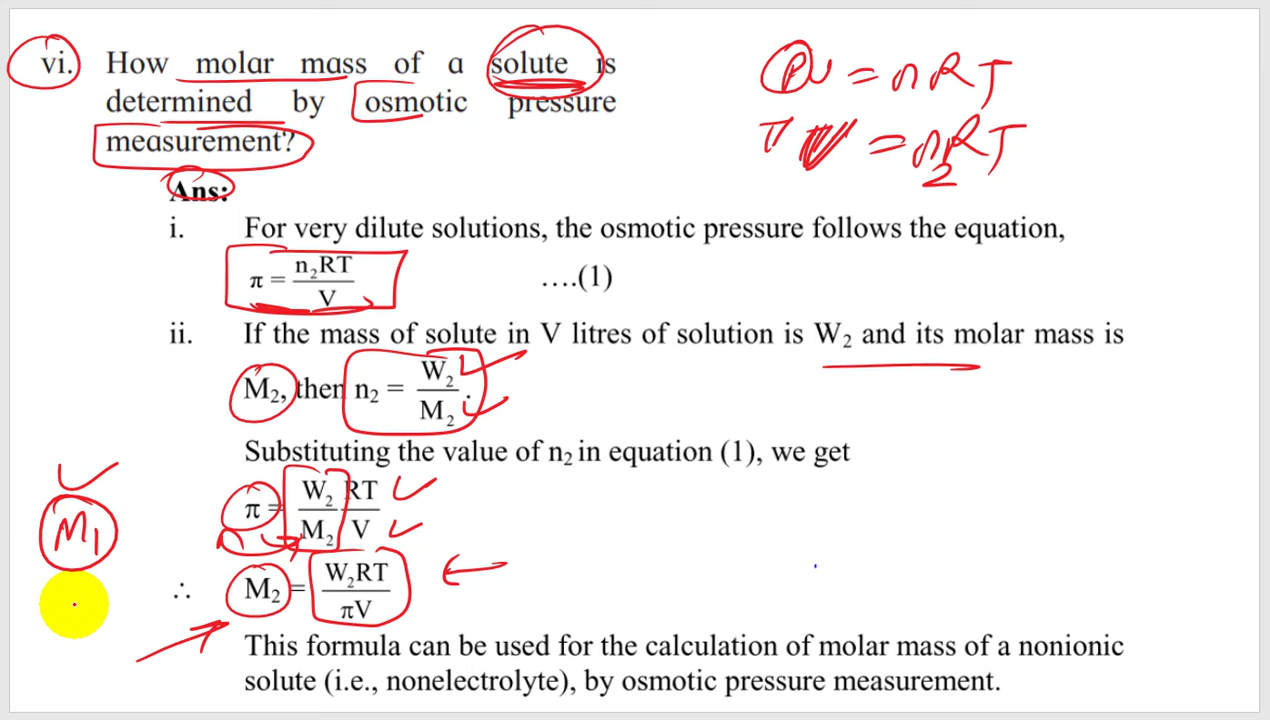 vi. How molar mass of a solute is
determined by osmotic pressure
measurement?
PV = nRT
π V = n₂RT
Ans:
i. For very dilute solutions, the osmotic pressure follows the equation,
π = n₂RT / V ….(1)
ii. If the mass of solute in V litres of solution is W₂ and its molar mass is
M₂, then n₂ = W₂ / M₂.
Substituting the value of n₂ in equation (1), we get
π = W₂ / M₂ RT / V
M₁
∴ M₂ = W₂RT / πV
This formula can be used for the calculation of molar mass of a nonionic
solute (i.e., nonelectrolyte), by osmotic pressure measurement.